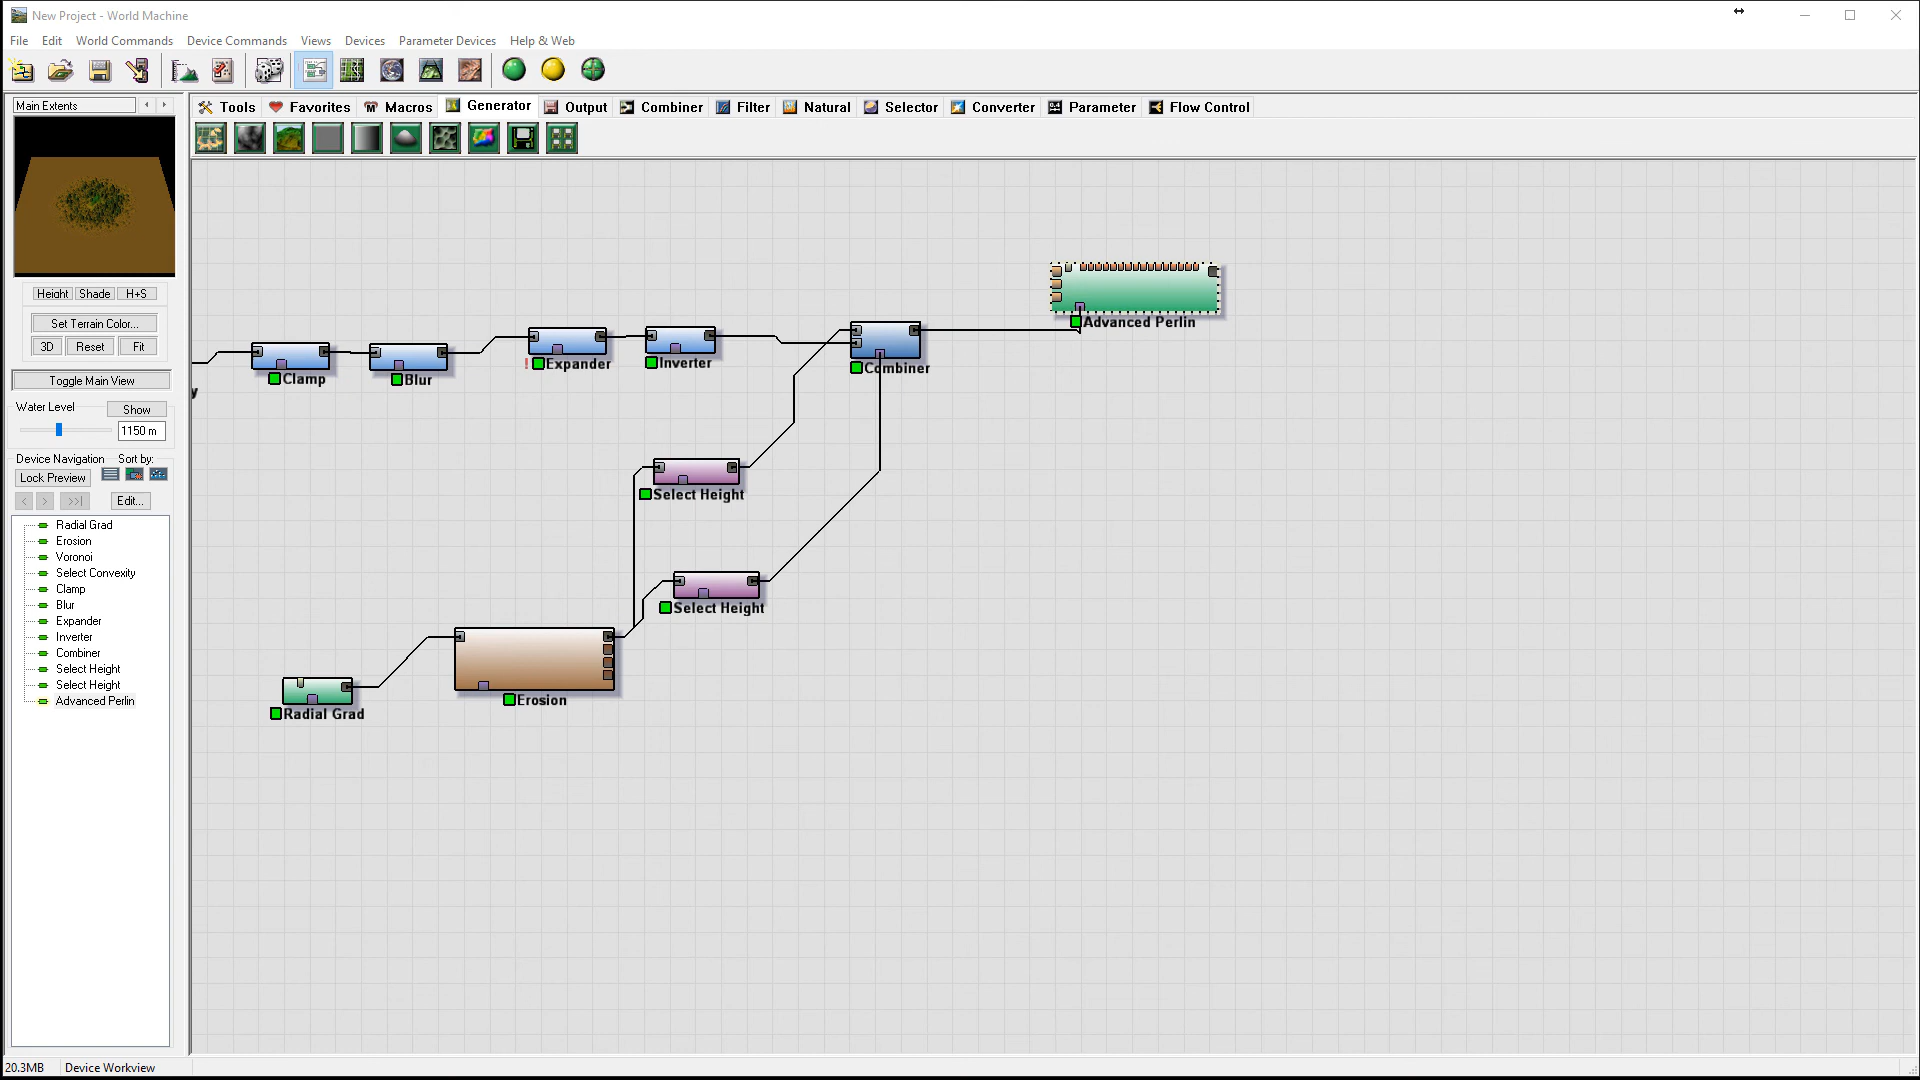 New Project - World Machine
File Edit World Commands Device Commands Views Devices Parameter Devices Help & Web
Main Extents
Tools Favorites Macros Generator Output Combiner Filter Natural Selector Converter Parameter Flow Control
Height Shade H+S
Set Terrain Color...
3D Reset Fit
Toggle Main View
Water Level Show
1150 m
Device Navigation Sort by:
Lock Preview
< > >>| Edit...
Radial Grad
Erosion
Voronoi
Select Convexity
Clamp
Blur
Expander
Inverter
Combiner
Select Height
Select Height
Advanced Perlin
y
Clamp
Blur
! Expander
Inverter
Combiner
Advanced Perlin
Select Height
Select Height
Erosion
Radial Grad
20.3MB Device Workview